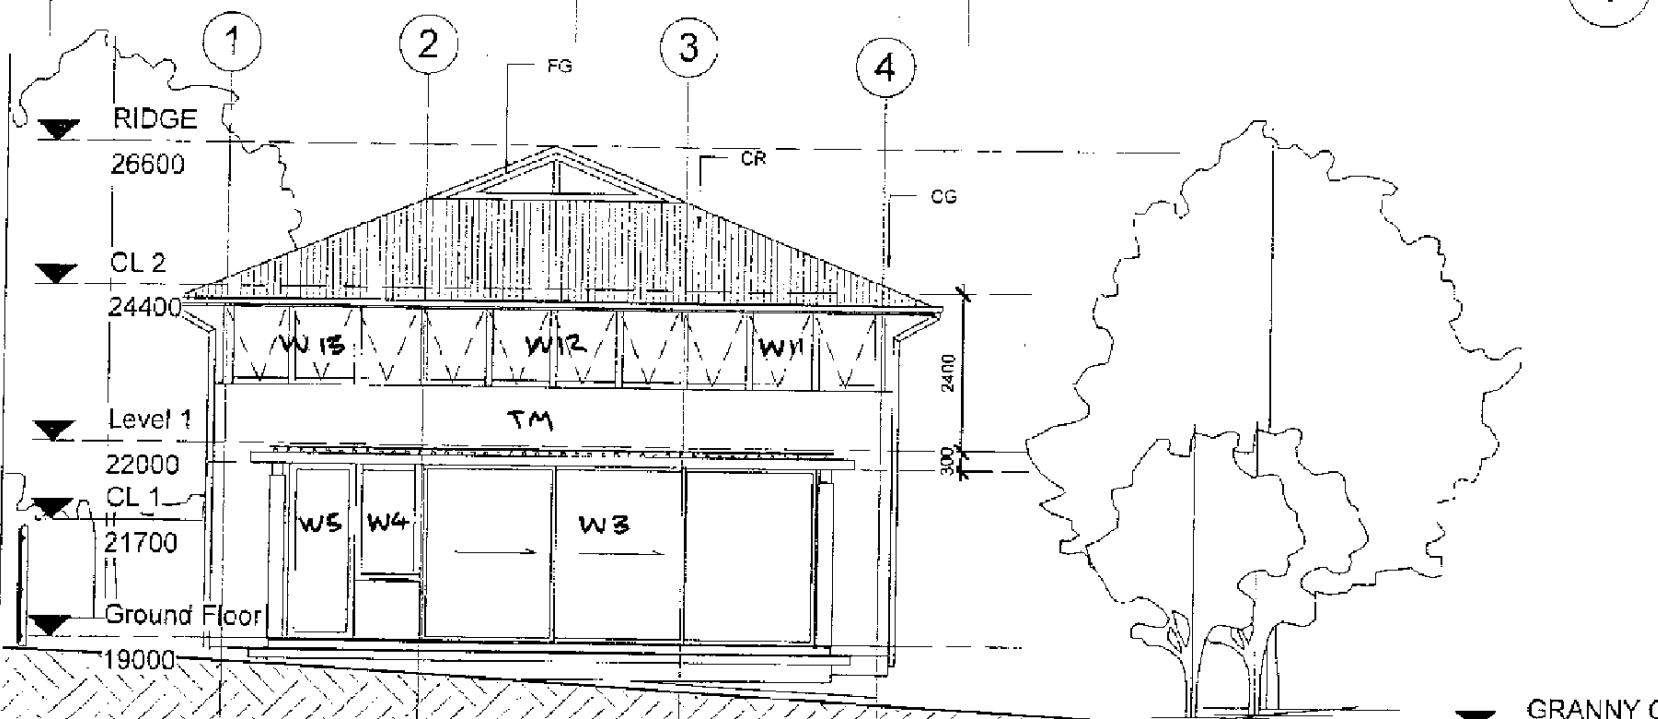 1
2
3
4
FG
RIDGE
26600
CR
CG
CL 2
24400
W13
W12
W11
2400
Level 1
TM
22000
300
CL 1
21700
W5
W4
W3
Ground Floor
19000
GRANNY